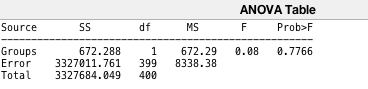 ANOVA Table
Source SS df MS F Prob>F
Groups 672.288 1 672.29 0.08 0.7766
Error 3327011.761 399 8338.38
Total 3327684.049 400